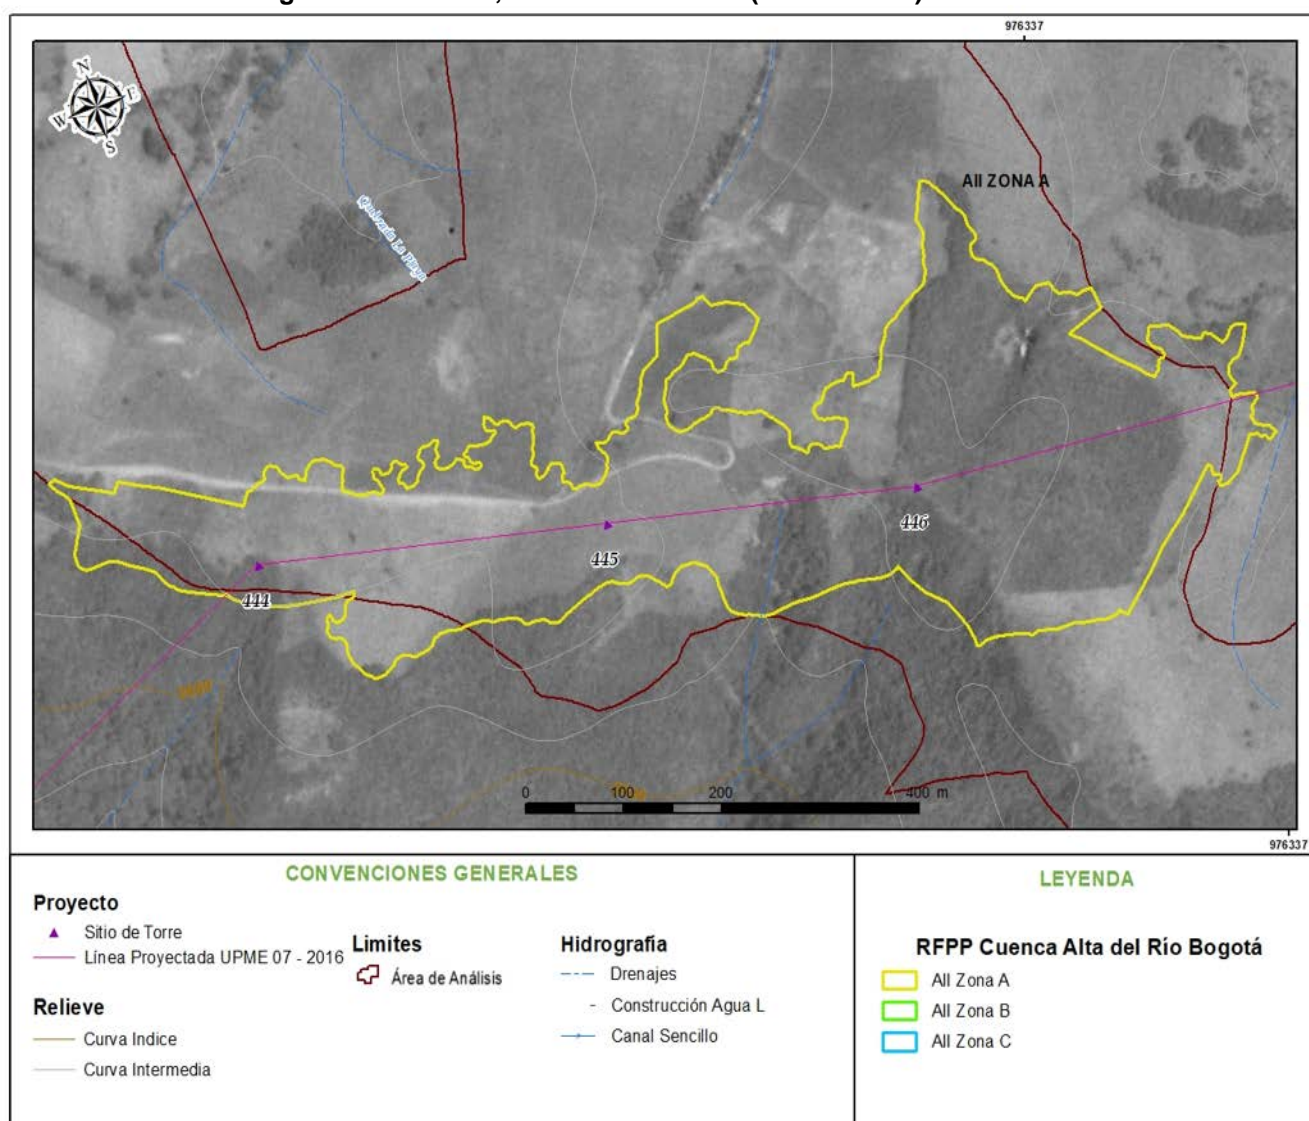 976337
N
E
W
S
AII ZONA A
Quebrada La Playa
446
445
444
0 100 200 400 m
976337
CONVENCIONES GENERALES
Proyecto
Sitio de Torre
Línea Proyectada UPME 07 - 2016
Relieve
Curva Indice
Curva Intermedia
Limites
Área de Análisis
Hidrografía
Drenajes
Construcción Agua L
Canal Sencillo
LEYENDA
RFPP Cuenca Alta del Río Bogotá
AII Zona A
AII Zona B
AII Zona C